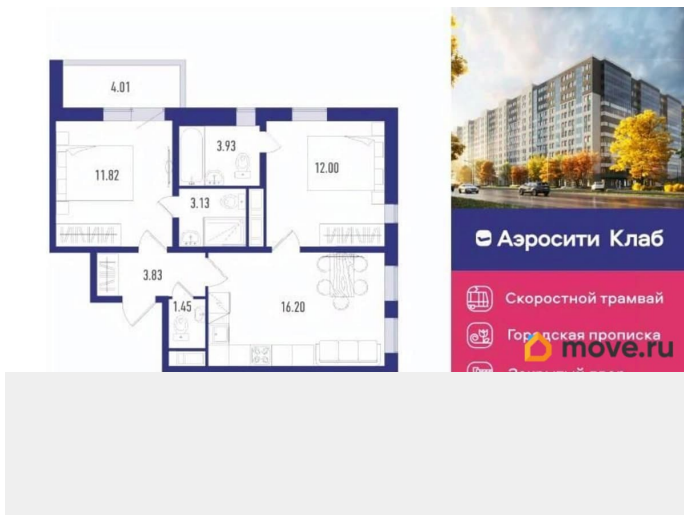 4.01
3.93
12.00
11.82
3.13
3.83
1.45
16.20
Аэросити Клаб
Скоростной трамвай
Городская прописка
move.ru